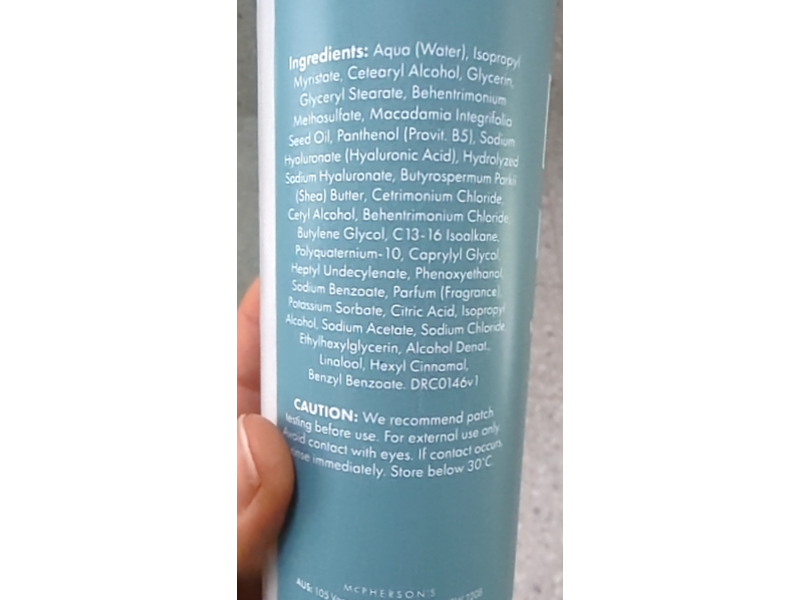 Ingredients: Aqua (Water), Isopropyl
Myristate, Cetearyl Alcohol, Glycerin,
Glyceryl Stearate, Behentrimonium
Methosulfate, Macadamia Integrifolia
Seed Oil, Panthenol (Provit. B5), Sodium
Hyaluronate (Hyaluronic Acid), Hydrolyzed
Sodium Hyaluronate, Butyrospermum Parkii
(Shea) Butter, Cetrimonium Chloride,
Cetyl Alcohol, Behentrimonium Chloride,
Butylene Glycol, C13-16 Isoalkane,
Polyquaternium-10, Caprylyl Glycol,
Heptyl Undecylenate, Phenoxyethanol,
Sodium Benzoate, Parfum (Fragrance),
Potassium Sorbate, Citric Acid, Isopropyl
Alcohol, Sodium Acetate, Sodium Chloride,
Ethylhexylglycerin, Alcohol Denat.,
Linalool, Hexyl Cinnamal,
Benzyl Benzoate. DRC0146v1
CAUTION: We recommend patch
testing before use. For external use only.
Avoid contact with eyes. If contact occurs,
rinse immediately. Store below 30°C.
McPHERSON'S
AUS: 105